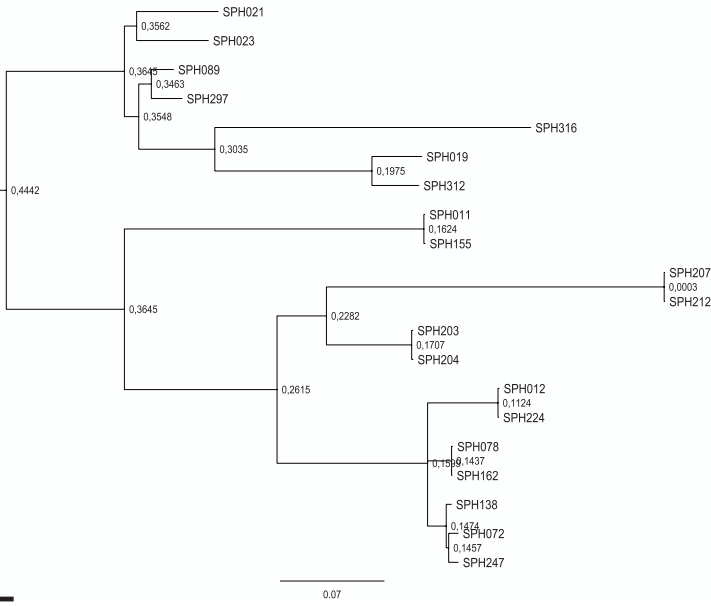 SPH021
0,3562
SPH023
0,3645
SPH089
0,3463
SPH297
0,3548
SPH316
0,3035
SPH019
0,1975
SPH312
0,4442
SPH011
0,1624
SPH155
SPH207
0,0003
SPH212
0,3645
0,2282
SPH203
0,1707
SPH204
0,2615
SPH012
0,1124
SPH224
SPH078
0,1437
SPH162
SPH138
0,1474
SPH072
0,1457
SPH247
0.07